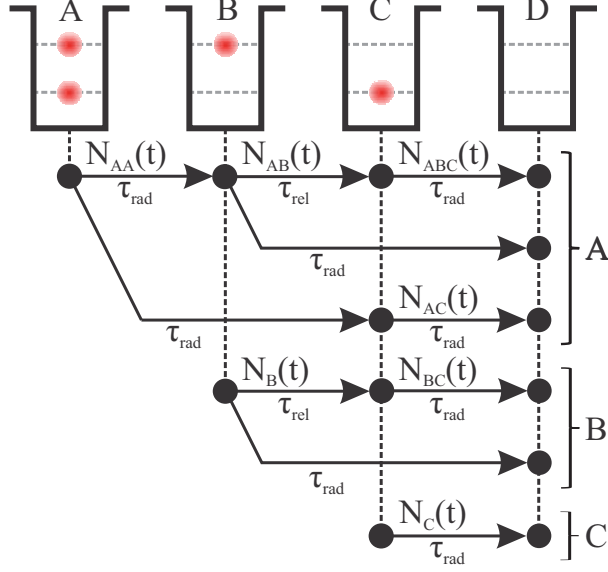 A B C D
N_AA(t) N_AB(t) N_ABC(t)
τ_rad τ_rel τ_rad
A
τ_rad
N_AC(t)
τ_rad τ_rad
N_B(t) N_BC(t)
τ_rel τ_rad
B
τ_rad
N_C(t)
C
τ_rad